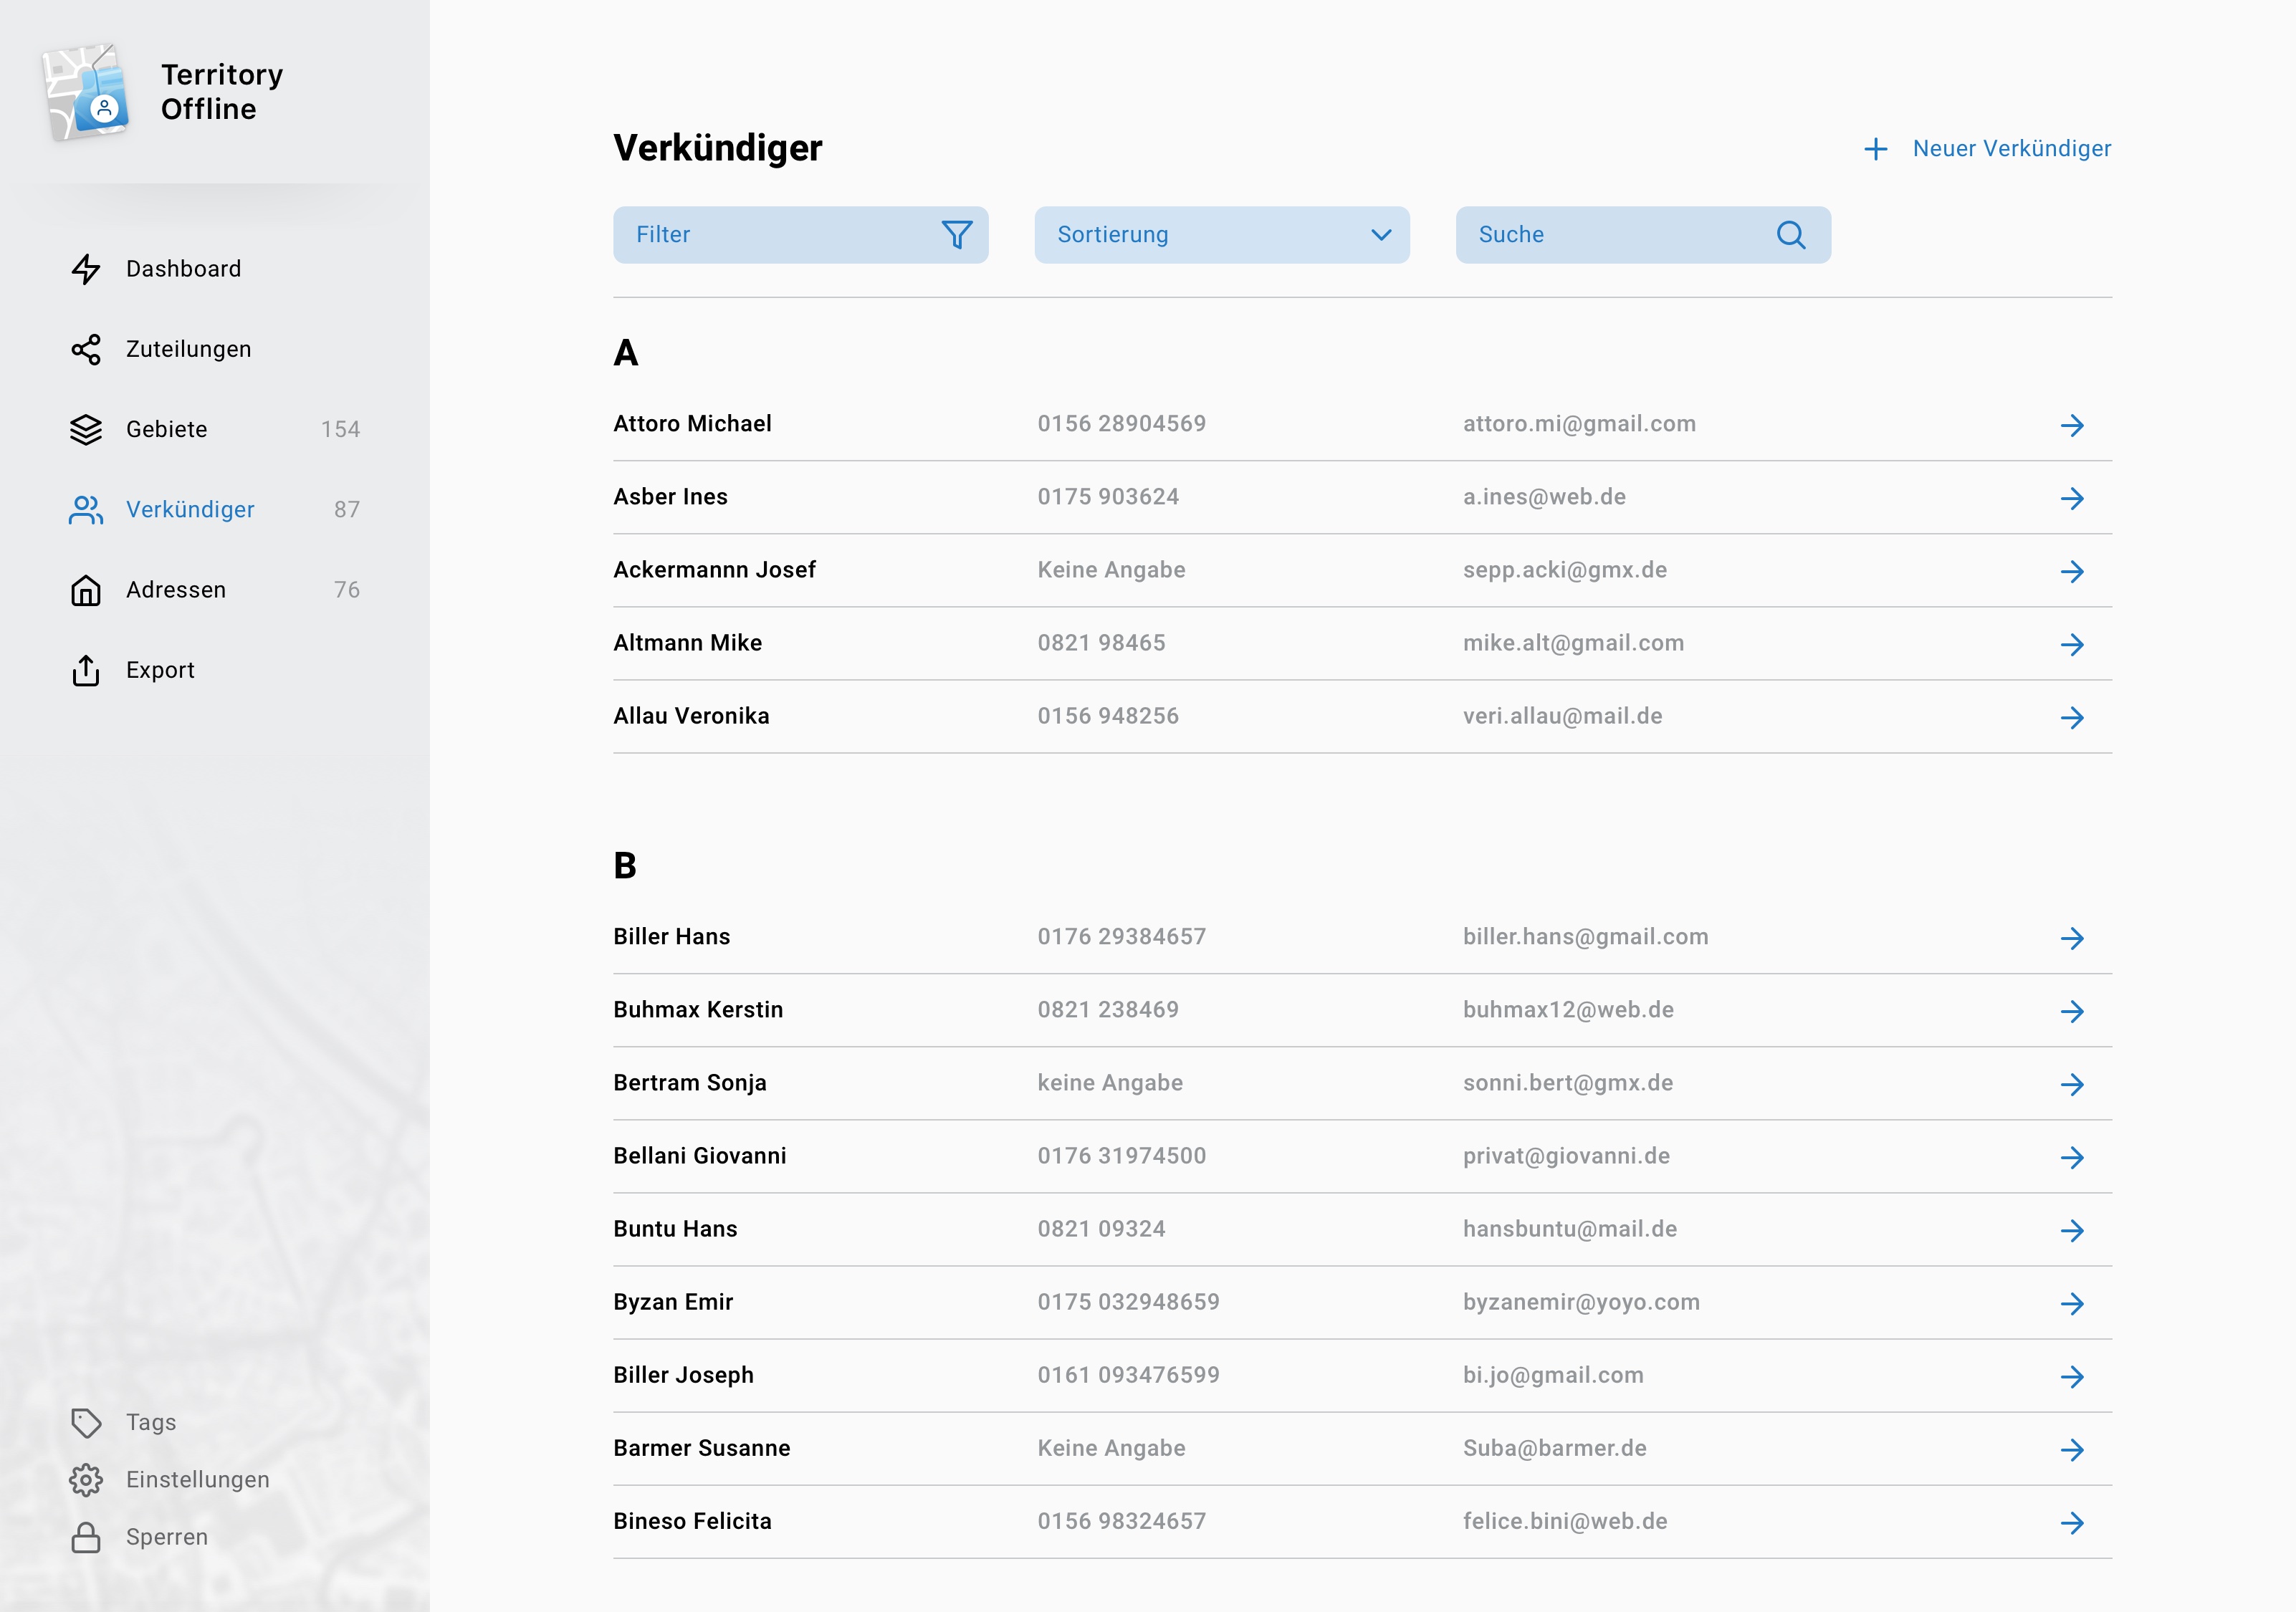 Territory
Offline
Dashboard
Zuteilungen
Gebiete 154
Verkündiger 87
Adressen 76
Export
Tags
Einstellungen
Sperren
Verkündiger
Neuer Verkündiger
Filter
Sortierung
Suche
A
Attoro Michael 0156 28904569 attoro.mi@gmail.com
Asber Ines 0175 903624 a.ines@web.de
Ackermannn Josef Keine Angabe sepp.acki@gmx.de
Altmann Mike 0821 98465 mike.alt@gmail.com
Allau Veronika 0156 948256 veri.allau@mail.de
B
Biller Hans 0176 29384657 biller.hans@gmail.com
Buhmax Kerstin 0821 238469 buhmax12@web.de
Bertram Sonja keine Angabe sonni.bert@gmx.de
Bellani Giovanni 0176 31974500 privat@giovanni.de
Buntu Hans 0821 09324 hansbuntu@mail.de
Byzan Emir 0175 032948659 byzanemir@yoyo.com
Biller Joseph 0161 093476599 bi.jo@gmail.com
Barmer Susanne Keine Angabe Suba@barmer.de
Bineso Felicita 0156 98324657 felice.bini@web.de